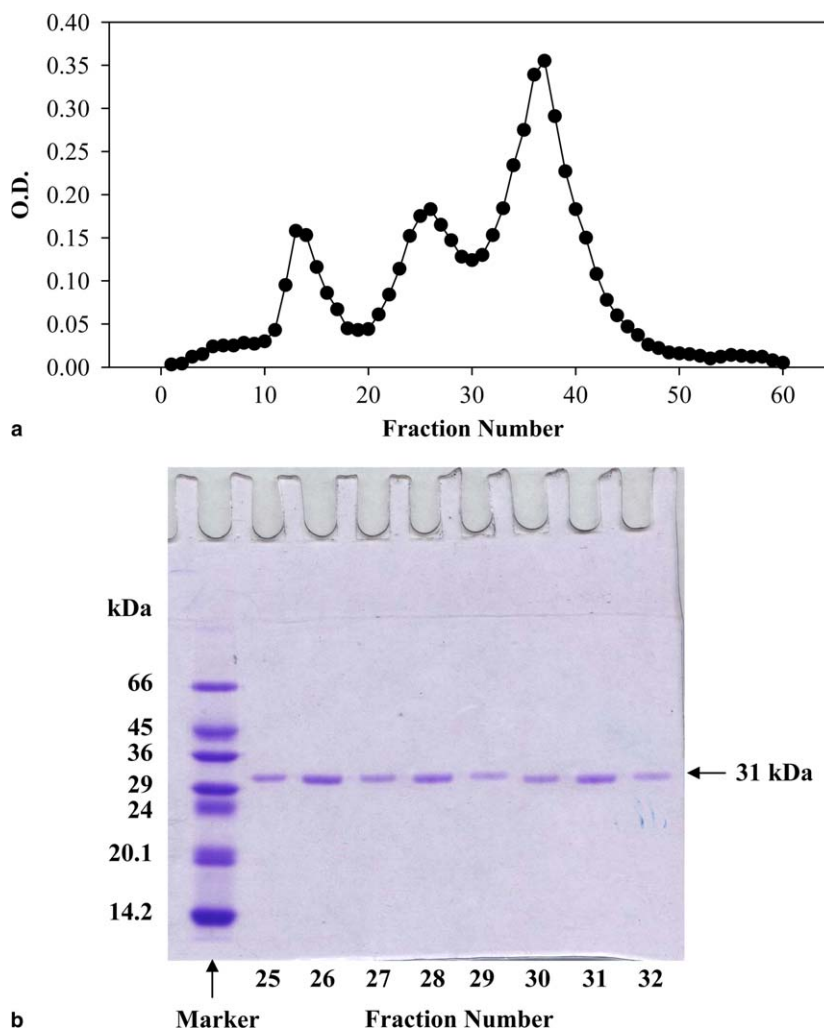 0.40
0.35
0.30
0.25
0.20
0.15
0.10
0.05
0.00
O.D.
0 10 20 30 40 50 60
Fraction Number
a
kDa
66
45
36
29
24
20.1
14.2
31 kDa
25 26 27 28 29 30 31 32
b Marker Fraction Number